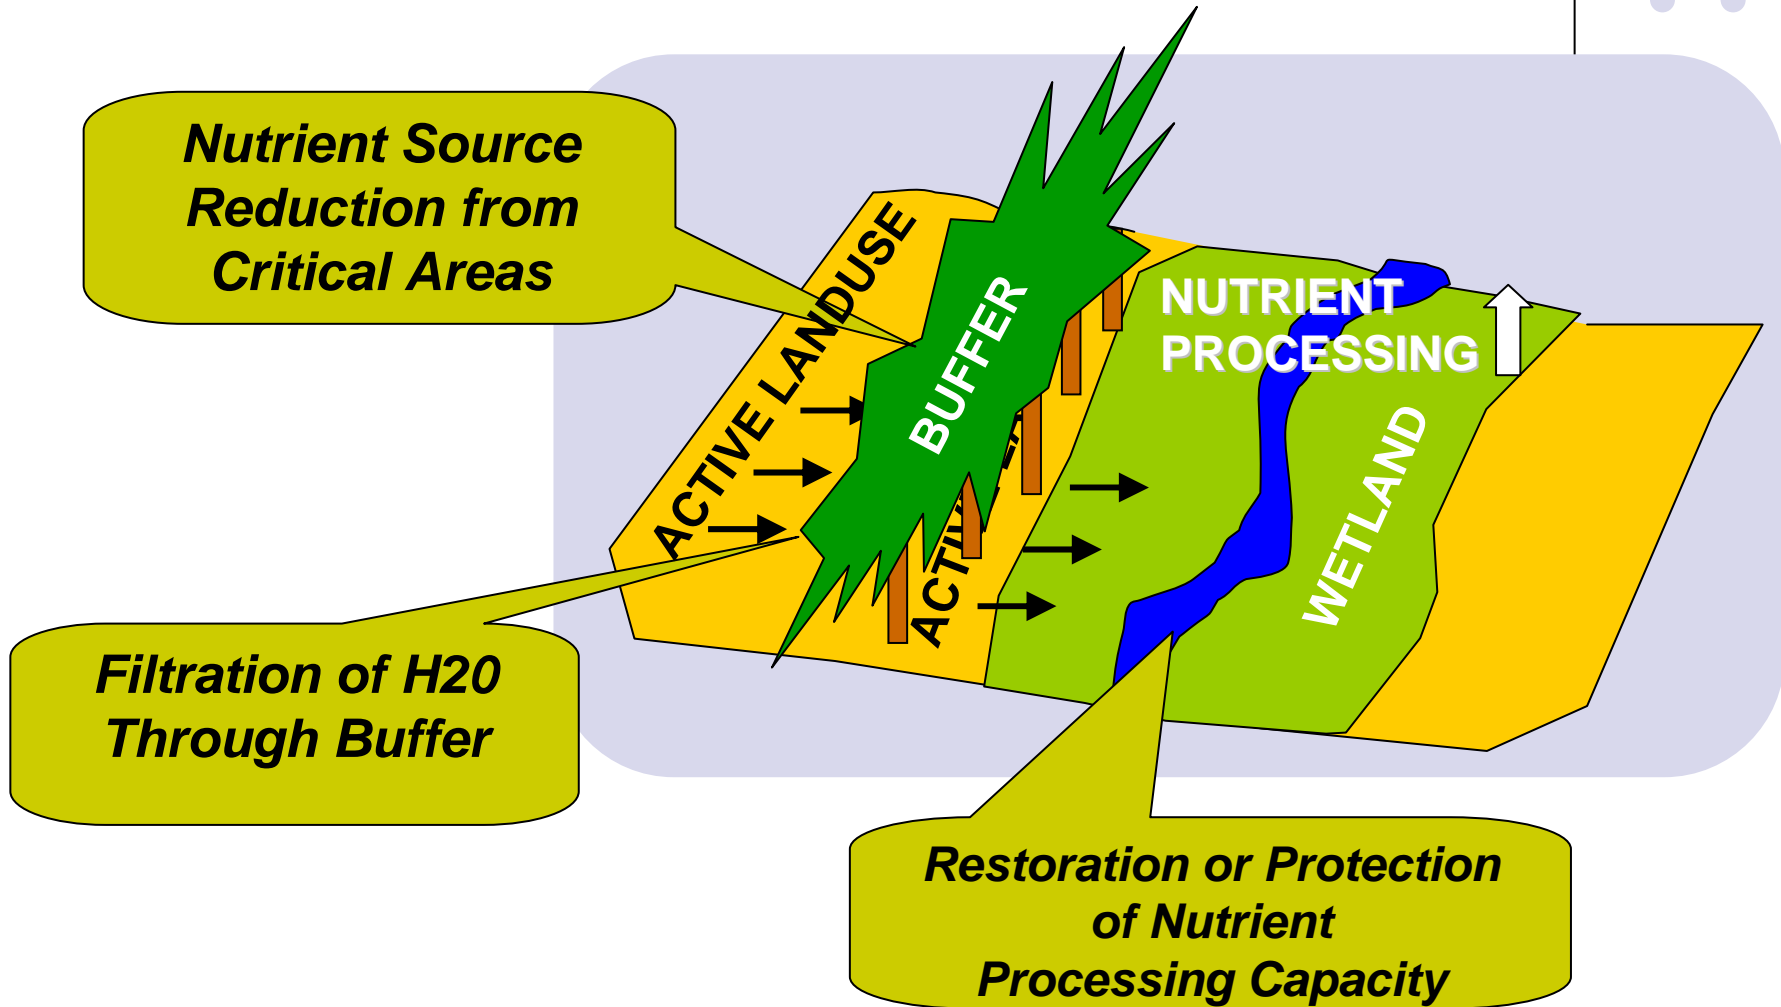 Nutrient Source
Reduction from
Critical Areas
ACTIVE LANDUSE
BUFFER
NUTRIENT
PROCESSING
WETLAND
Filtration of H20
Through Buffer
Restoration or Protection
of Nutrient
Processing Capacity